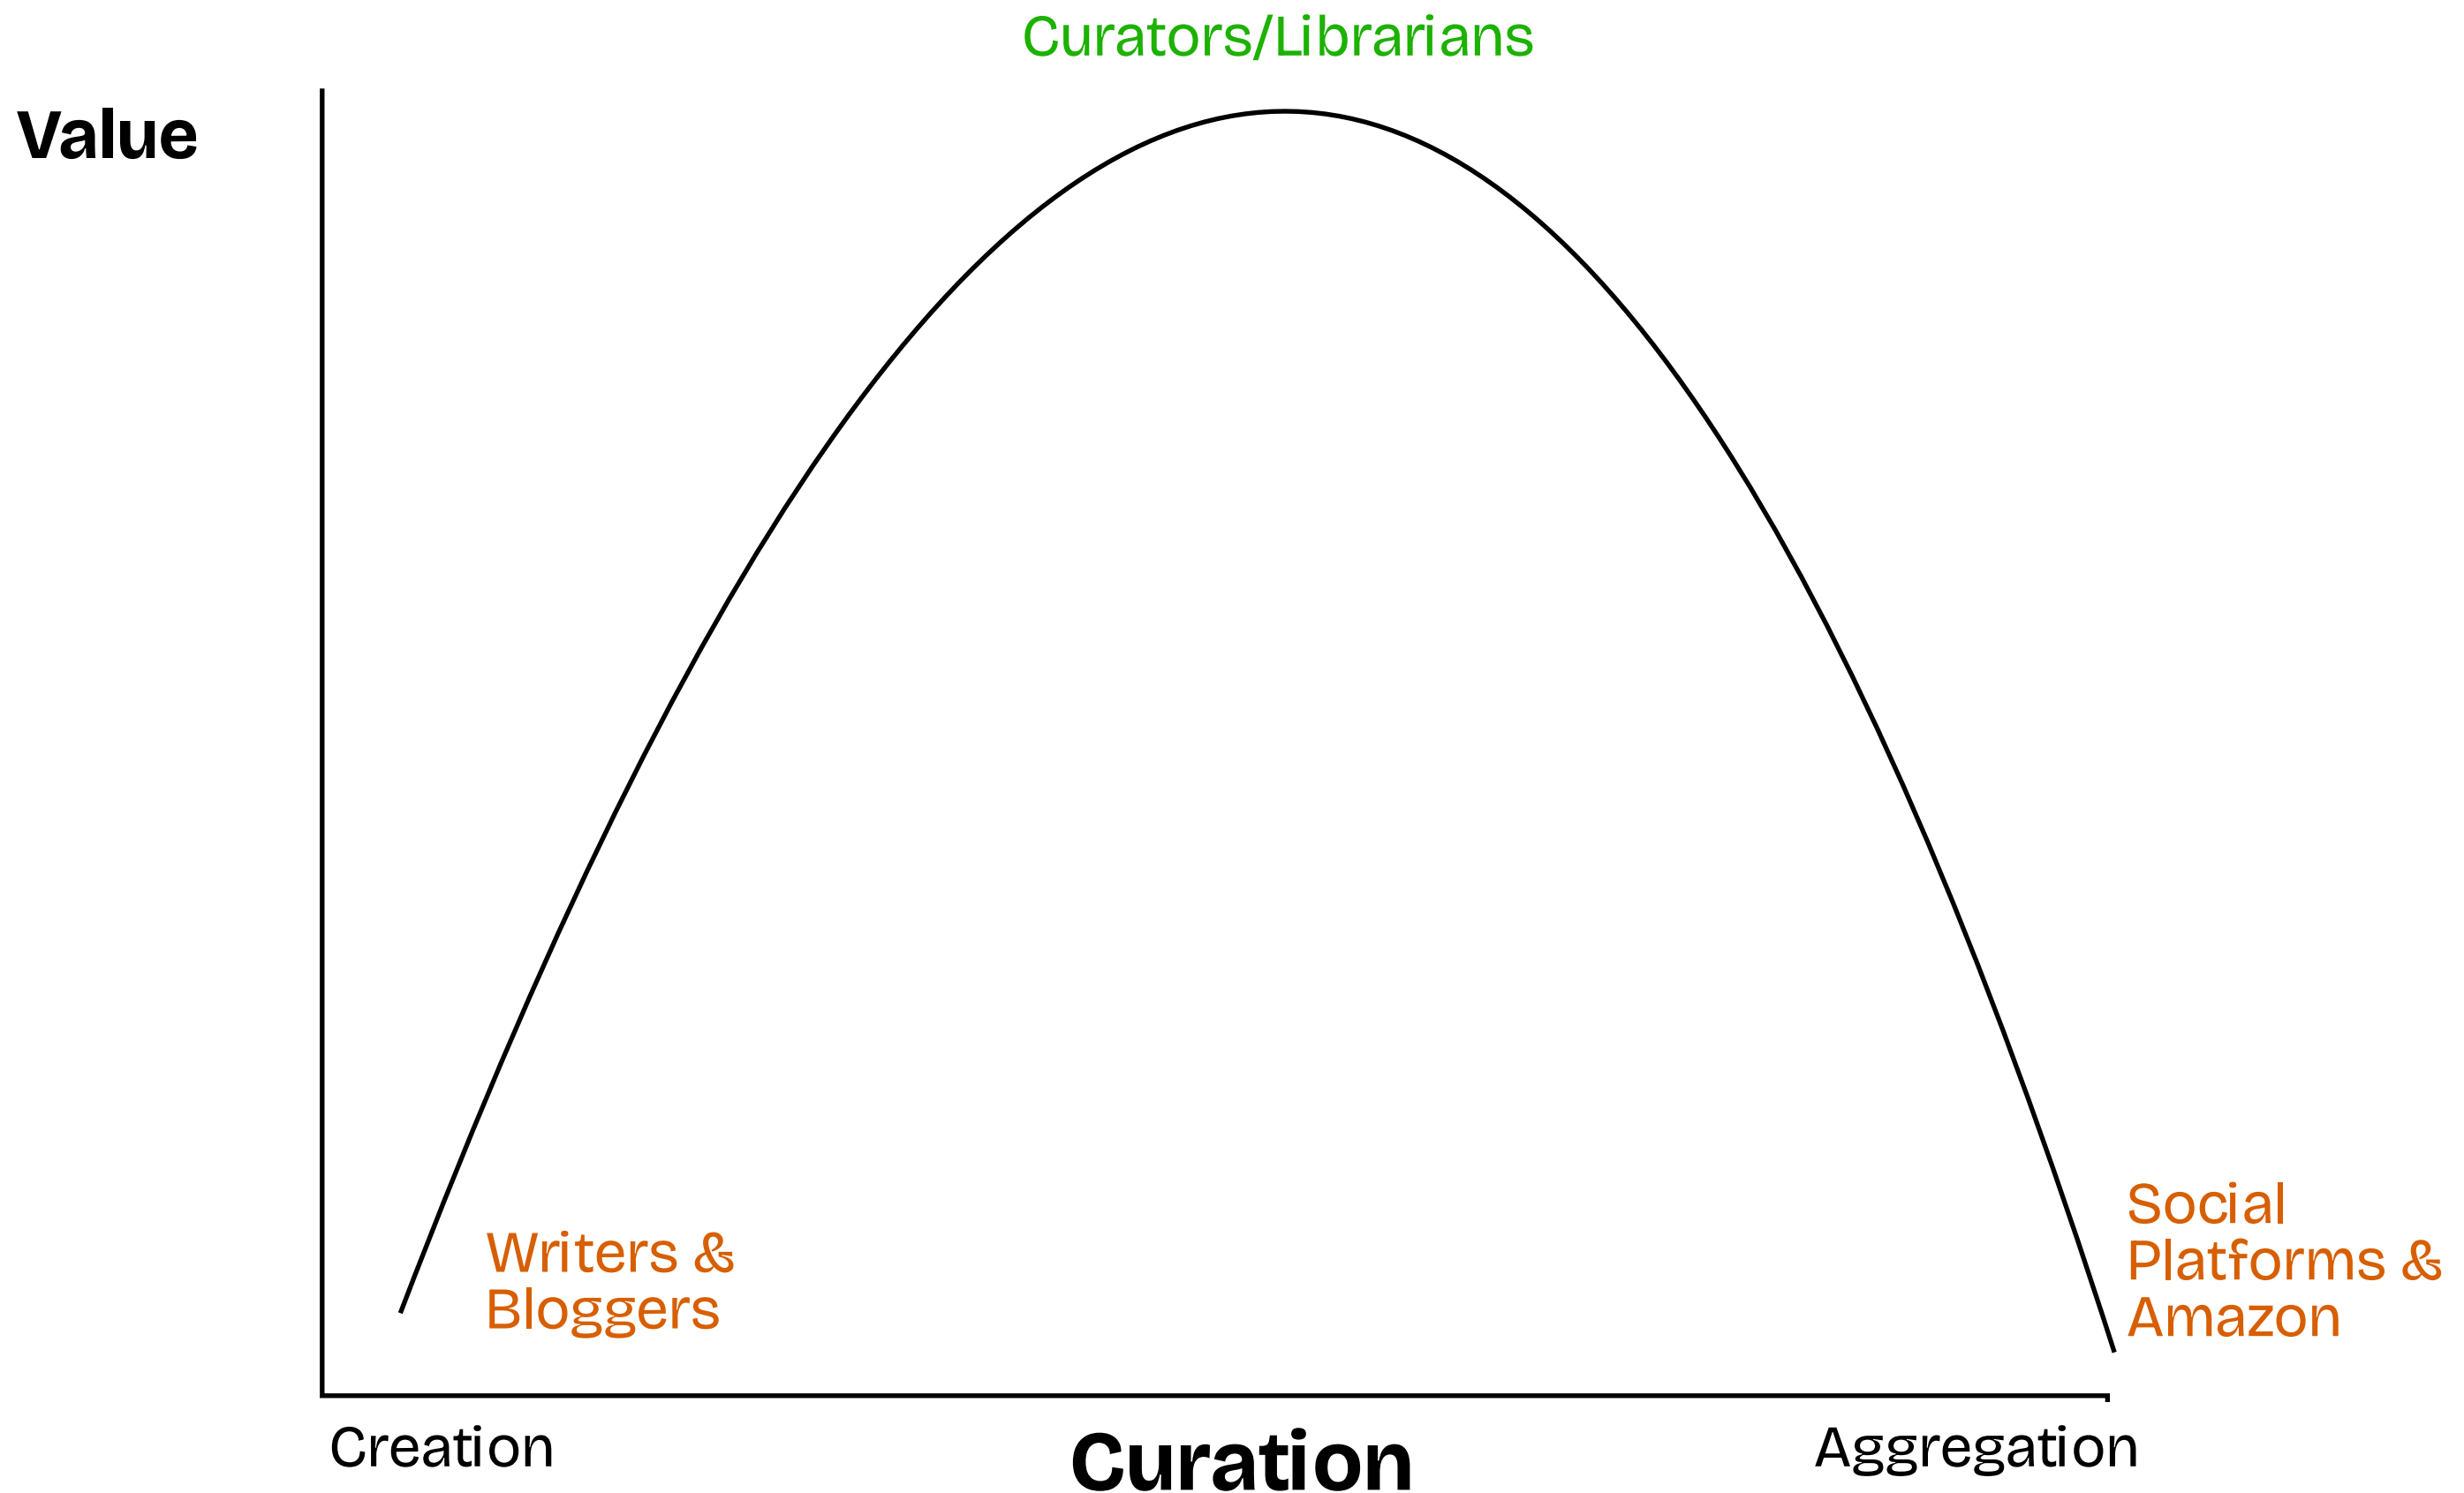 Curators/Librarians
Value
Writers &
Bloggers
Social
Platforms &
Amazon
Creation
Curation
Aggregation